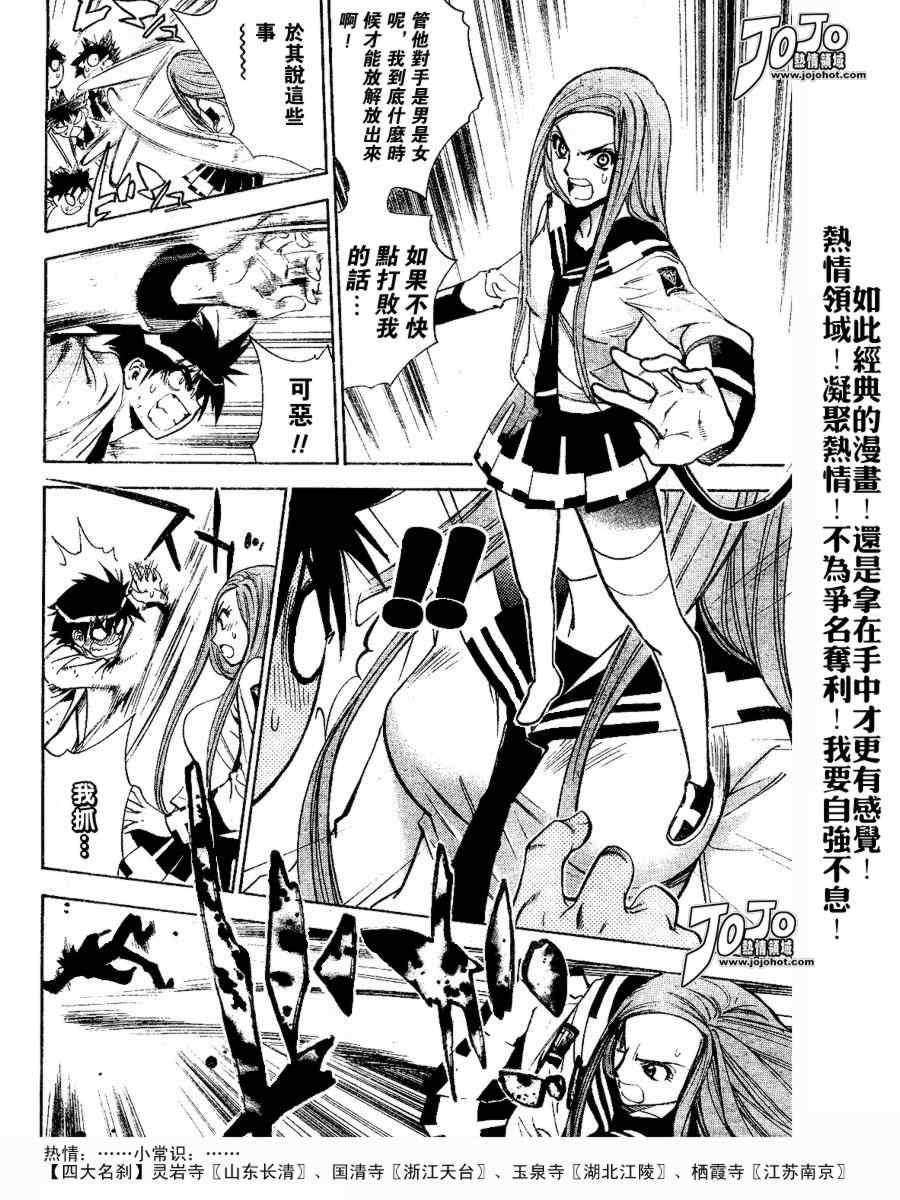 JOJO
熱情領域
www.jojohot.com
管他對手是男是女
呢，我到底什麼時
候才能放解放出來
啊！
於其說這些
事～～
如果不快
點打敗我
的話…
可惡!!
!!
我抓…
JOJO
熱情領域
www.jojohot.com
如此經典的漫畫！還是拿在手中才更有感覺！
熱情領域！凝聚熱情！不為爭名奪利！我要自強不息！
热情：……小常识：……
【四大名刹】灵岩寺〖山东长清〗、国清寺〖浙江天台〗、玉泉寺〖湖北江陵〗、栖霞寺〖江苏南京〗